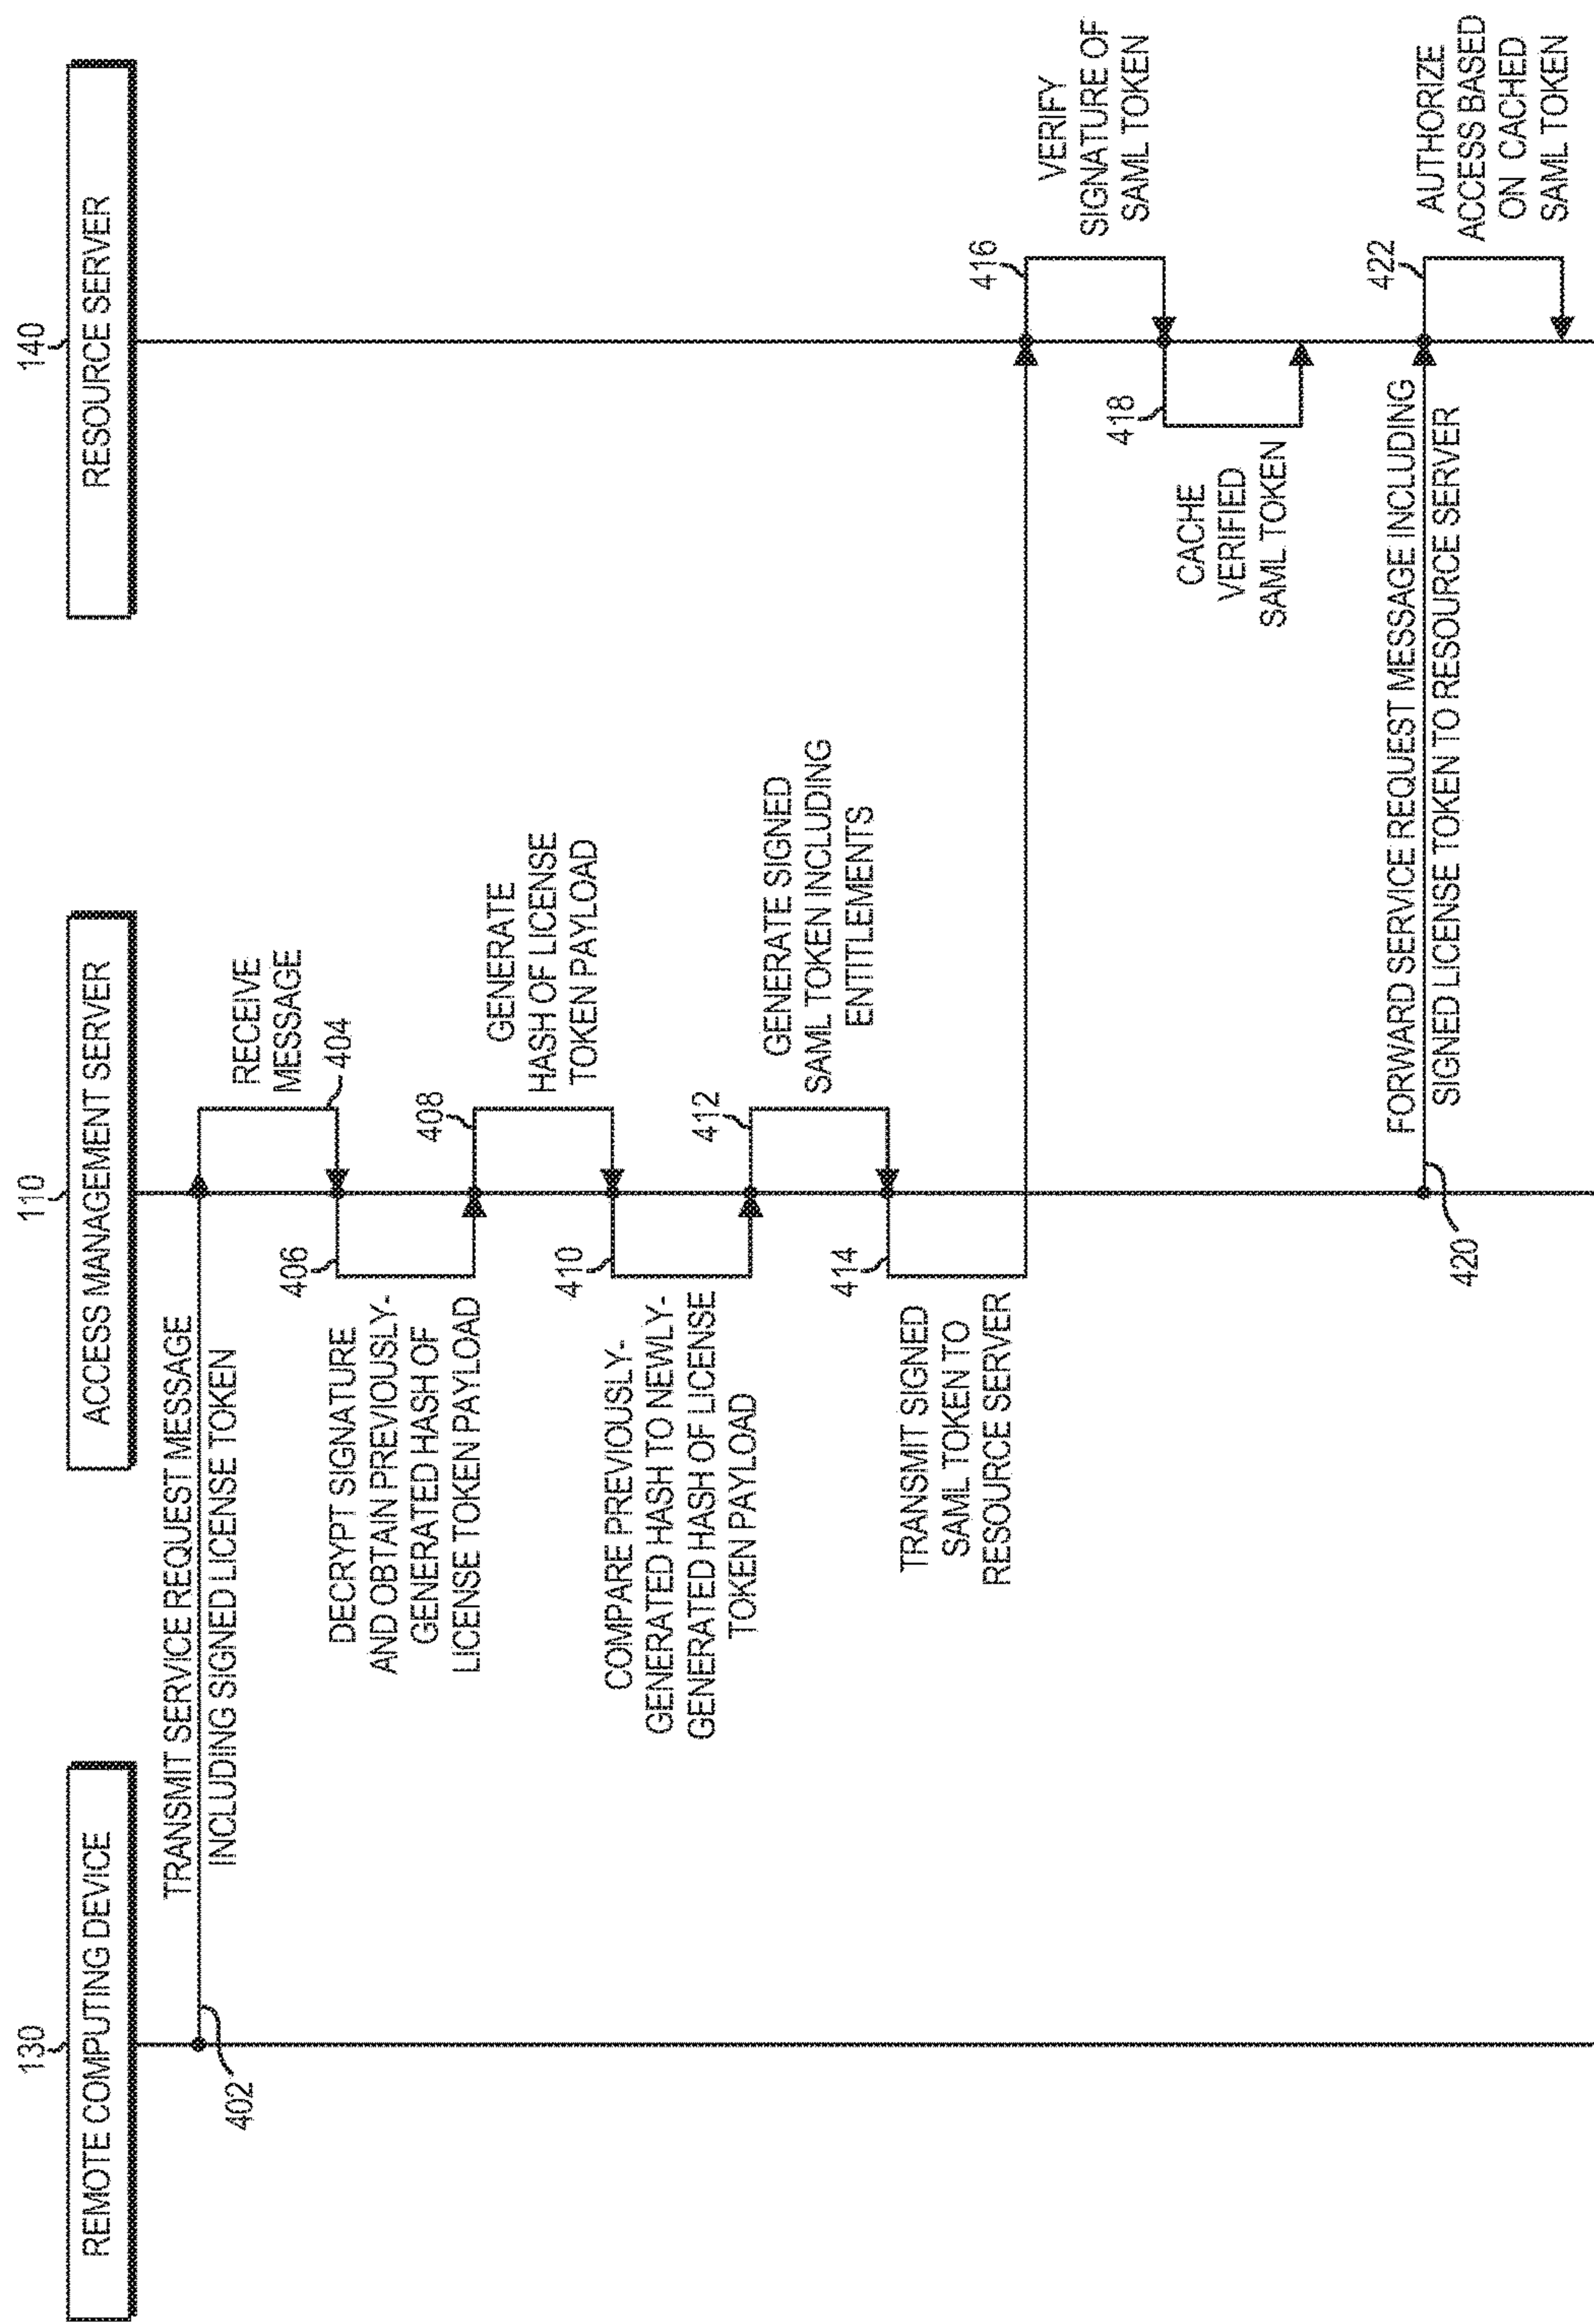 130
REMOTE COMPUTING DEVICE
110
ACCESS MANAGEMENT SERVER
140
RESOURCE SERVER
TRANSMIT SERVICE REQUEST MESSAGE
INCLUDING SIGNED LICENSE TOKEN
402
RECEIVE
MESSAGE
404
406
DECRYPT SIGNATURE
AND OBTAIN PREVIOUSLY-
GENERATED HASH OF
LICENSE TOKEN PAYLOAD
408
GENERATE
HASH OF LICENSE
TOKEN PAYLOAD
410
COMPARE PREVIOUSLY-
GENERATED HASH TO NEWLY-
GENERATED HASH OF LICENSE
TOKEN PAYLOAD
412
GENERATE SIGNED
SAML TOKEN INCLUDING
ENTITLEMENTS
414
TRANSMIT SIGNED
SAML TOKEN TO
RESOURCE SERVER
416
VERIFY
SIGNATURE OF
SAML TOKEN
418
CACHE
VERIFIED
SAML TOKEN
FORWARD SERVICE REQUEST MESSAGE INCLUDING
SIGNED LICENSE TOKEN TO RESOURCE SERVER
420
422
AUTHORIZE
ACCESS BASED
ON CACHED
SAML TOKEN